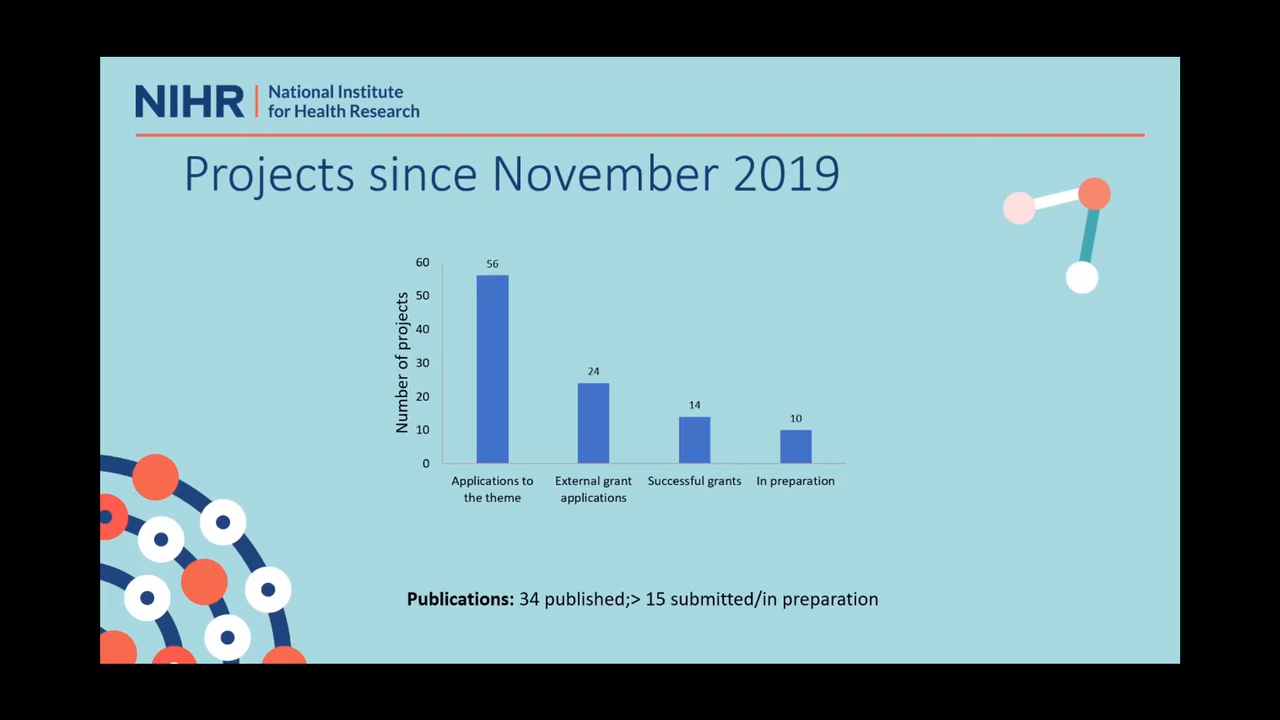 NIHR | National Institute
for Health Research
Projects since November 2019
Number of projects
60
50
40
30
20
10
0
56
24
14
10
Applications to
the theme
External grant
applications
Successful grants
In preparation
Publications: 34 published;> 15 submitted/in preparation